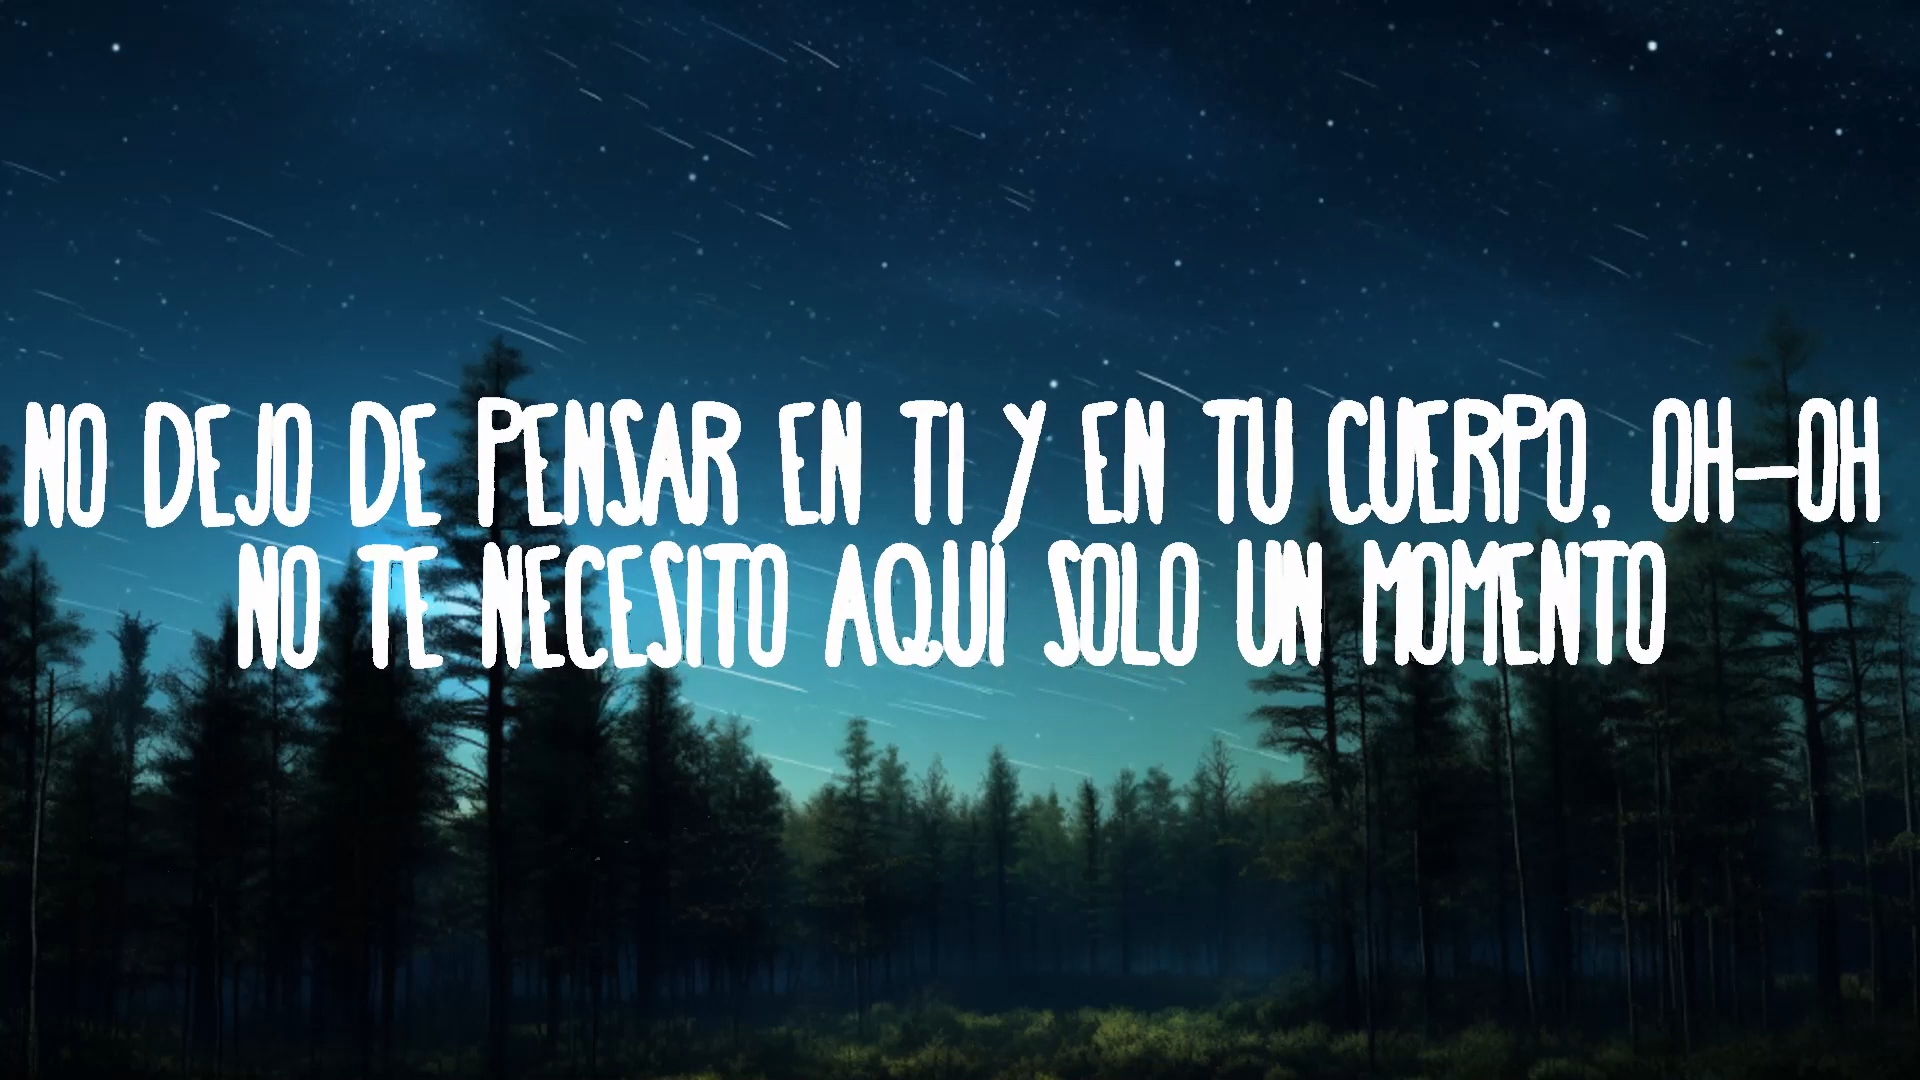 NO DEJO DE PENSAR EN TI Y EN TU CUERPO, OH-OH
NO TE NECESITO AQUÍ SOLO UN MOMENTO